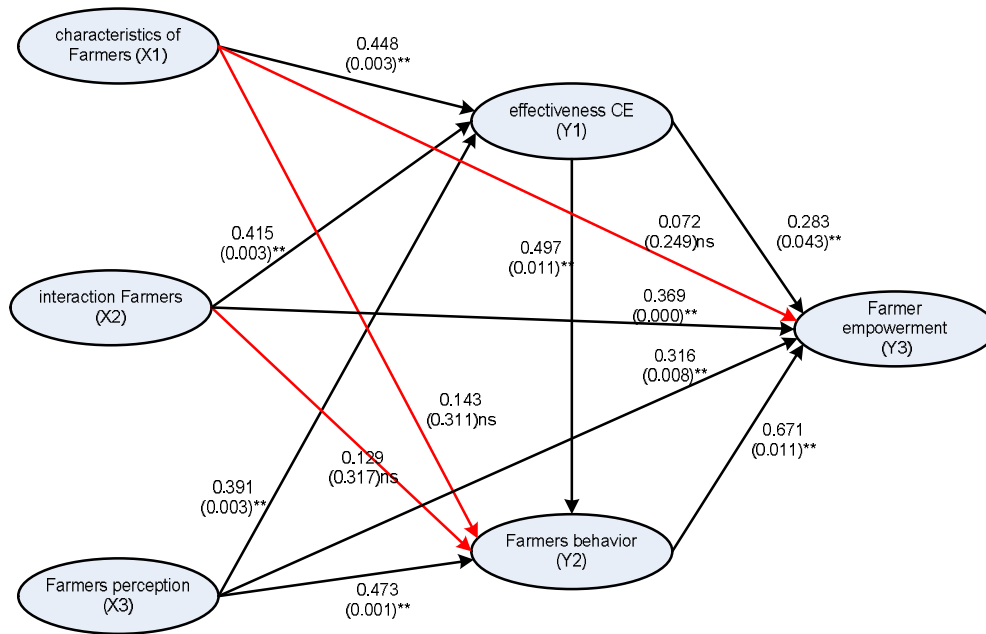 characteristics of
Farmers (X1)
0.448
(0.003)**
effectiveness CE
(Y1)
0.415
(0.003)**
0.497
(0.011)**
0.072
(0.249)ns
0.283
(0.043)**
interaction Farmers
(X2)
0.369
(0.000)**
Farmer
empowerment
(Y3)
0.316
(0.008)**
0.143
(0.311)ns
0.129
(0.317)ns
0.671
(0.011)**
0.391
(0.003)**
Farmers behavior
(Y2)
Farmers perception
(X3)
0.473
(0.001)**